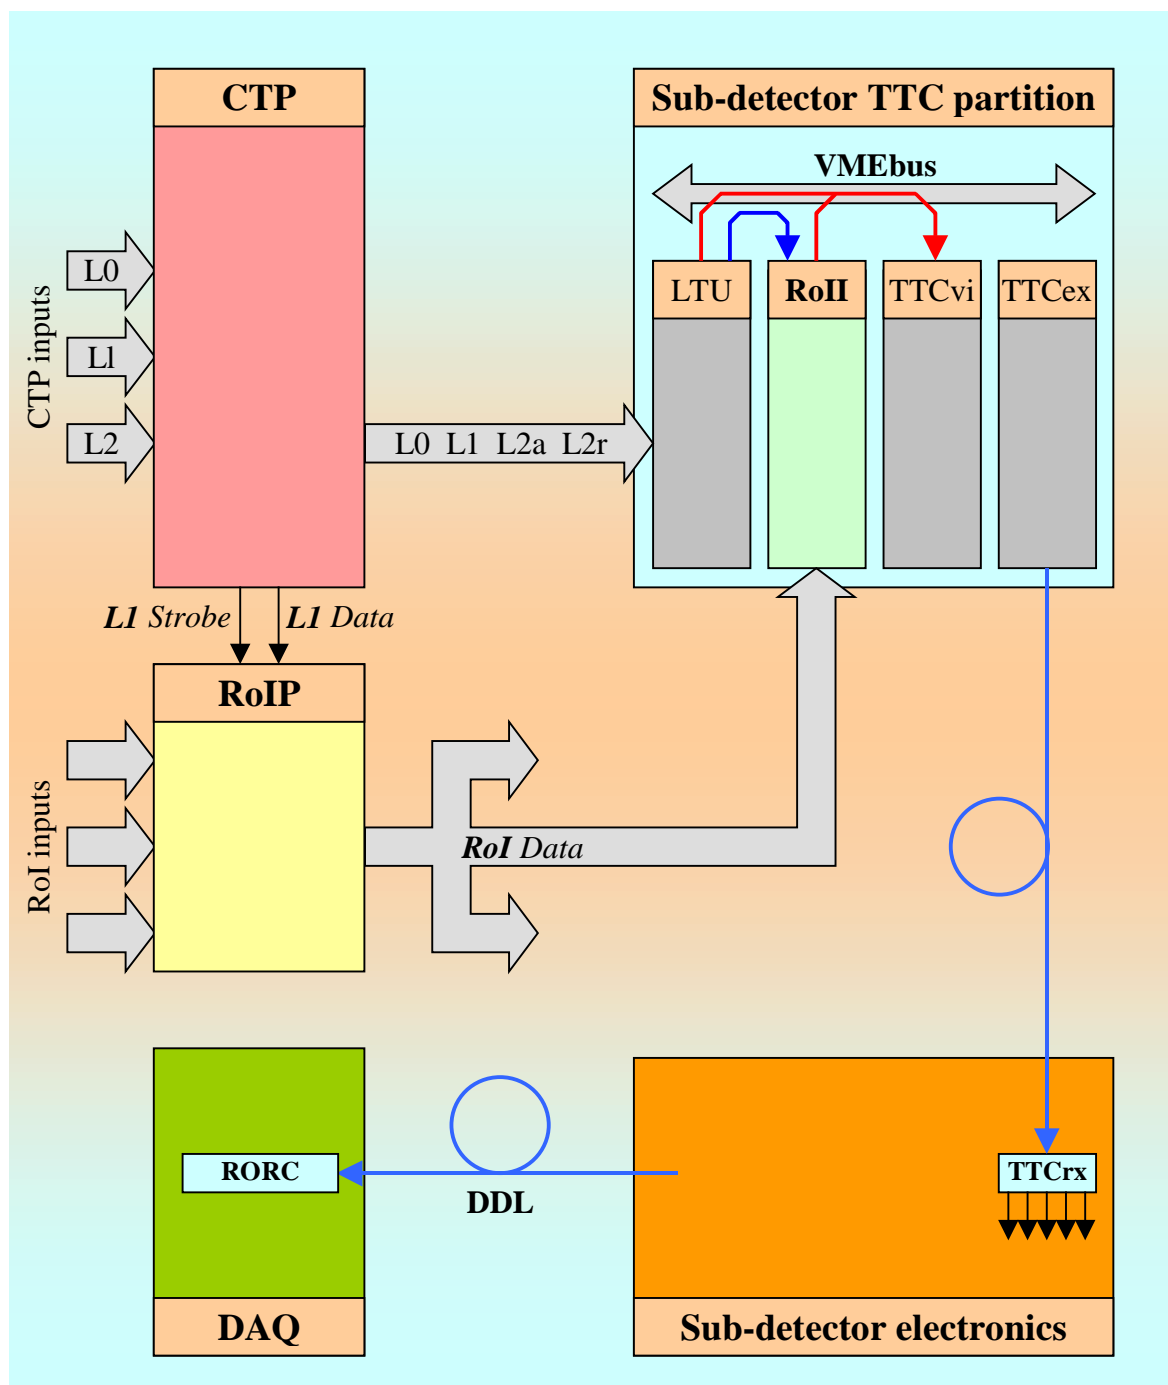 CTP
Sub-detector TTC partition
VMEbus
LTU
RoII
TTCvi
TTCex
CTP inputs
L0
Ll
L2
L0 L1 L2a L2r
L1 Strobe
L1 Data
RoIP
RoI inputs
RoI Data
RORC
DDL
TTCrx
DAQ
Sub-detector electronics